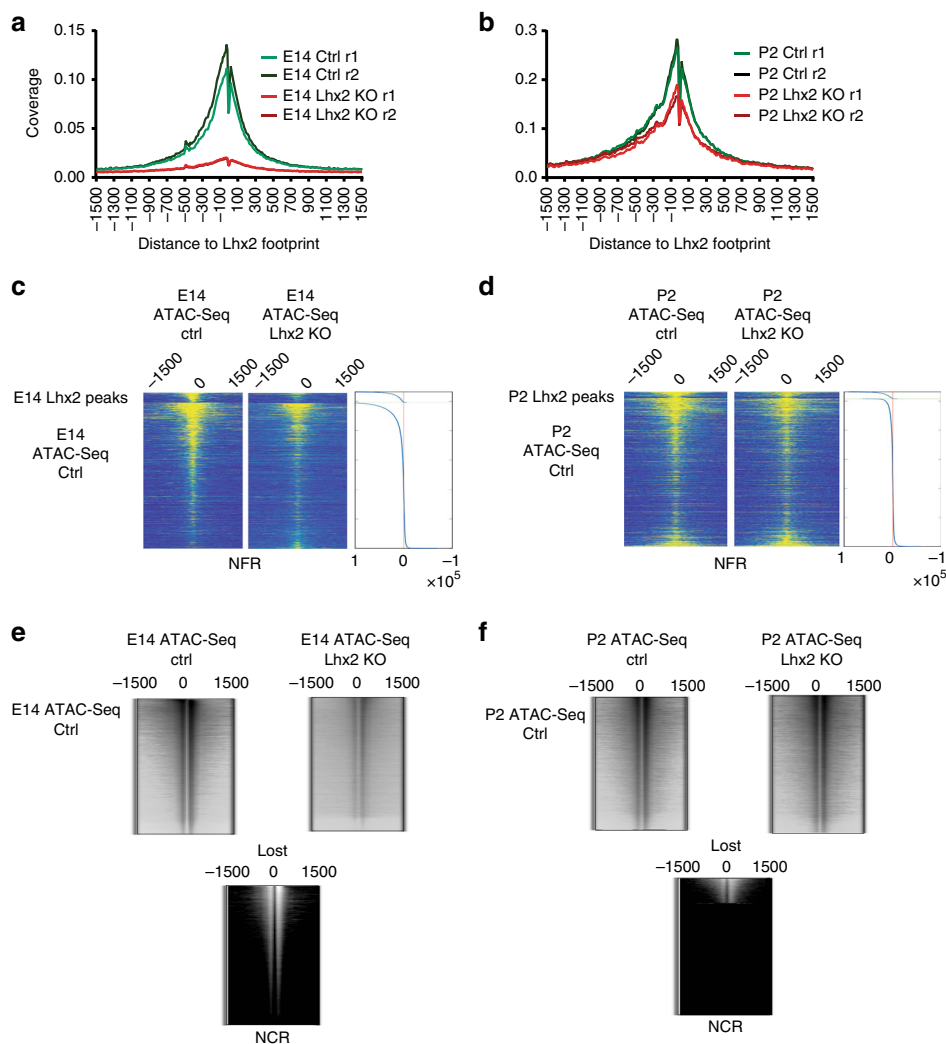 a
0.15
0.10
0.05
0.00
Coverage
E14 Ctrl r1
E14 Ctrl r2
E14 Lhx2 KO r1
E14 Lhx2 KO r2
−1500
−1300
−1100
−900
−700
−500
−300
−100
100
300
500
700
900
1100
1300
1500
Distance to Lhx2 footprint
b
0.3
0.2
0.1
0.0
P2 Ctrl r1
P2 Ctrl r2
P2 Lhx2 KO r1
P2 Lhx2 KO r2
−1500
−1300
−1100
−900
−700
−500
−300
−100
100
300
500
700
900
1100
1300
1500
Distance to Lhx2 footprint
c
E14
ATAC-Seq
ctrl
E14
ATAC-Seq
Lhx2 KO
−1500
0
1500
−1500
0
1500
E14 Lhx2 peaks
E14
ATAC-Seq
Ctrl
NFR
1 0 −1
×10⁵
d
P2
ATAC-Seq
ctrl
P2
ATAC-Seq
Lhx2 KO
−1500
0
1500
−1500
0
1500
P2 Lhx2 peaks
P2
ATAC-Seq
Ctrl
NFR
1 0 −1
×10⁵
e
E14 ATAC-Seq
ctrl
E14 ATAC-Seq
Lhx2 KO
−1500 0 1500
−1500 0 1500
E14 ATAC-Seq
Ctrl
Lost
−1500 0 1500
NCR
f
P2 ATAC-Seq
ctrl
P2 ATAC-Seq
Lhx2 KO
−1500 0 1500
−1500 0 1500
P2 ATAC-Seq
Ctrl
Lost
−1500 0 1500
NCR